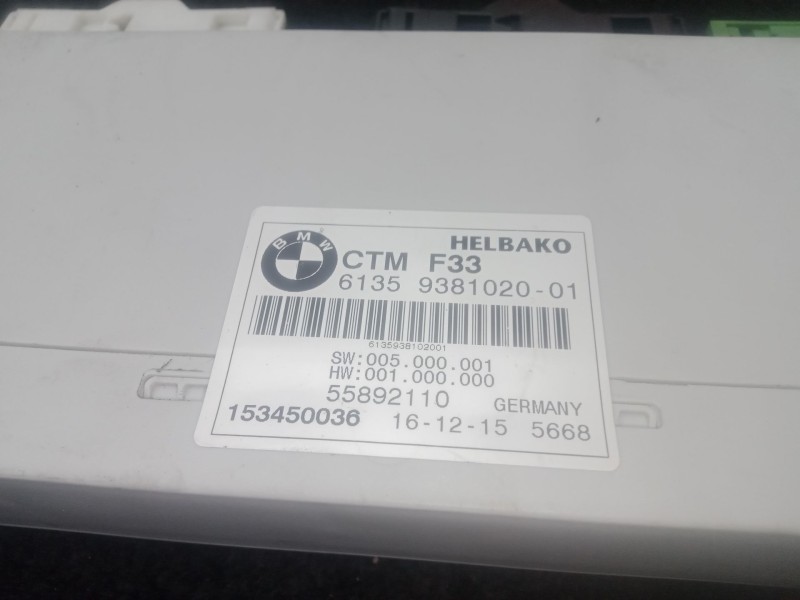 BMW
HELBAKO
CTM F33
6135 9381020-01
6135938102001
SW:005.000.001
HW:001.000.000
55892110 GERMANY
153450036 16-12-15 5668